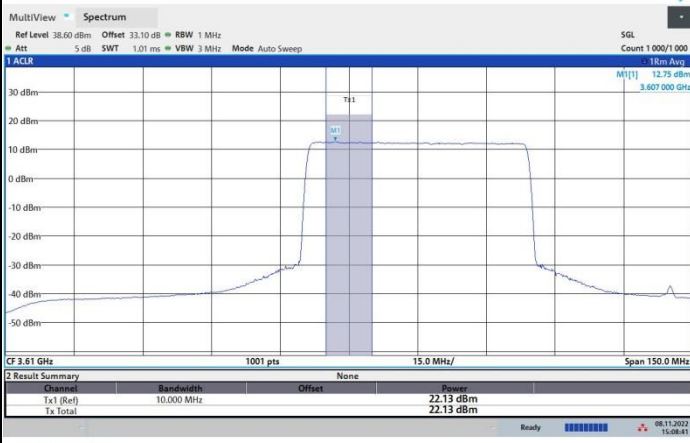 MultiView Spectrum
Ref Level 38.60 dBm Offset 33.10 dB RBW 1 MHz SGL
Att 5 dB SWT 1.01 ms VBW 3 MHz Mode Auto Sweep Count 1 000/1 000
1 ACLR 1Rm Avg
M1[1] 12.75 dBm
3.607 000 GHz
30 dBm
Tx1
20 dBm
M1
10 dBm
0 dBm
-10 dBm
-20 dBm
-30 dBm
-40 dBm
-50 dBm
CF 3.61 GHz 1001 pts 15.0 MHz/ Span 150.0 MHz
2 Result Summary None
Channel Bandwidth Offset Power
Tx1 (Ref) 10.000 MHz 22.13 dBm
Tx Total 22.13 dBm
Ready 08.11.2022
15:08:41